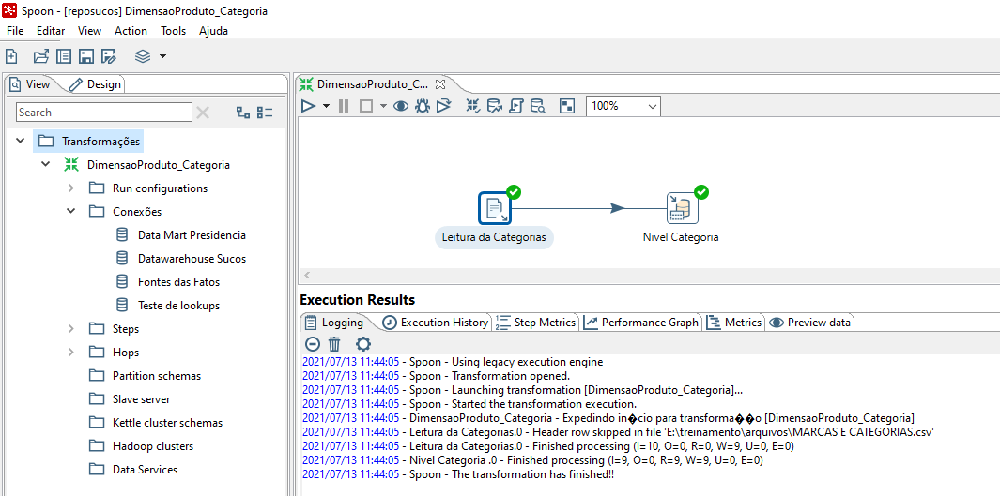 Spoon - [reposucos] DimensaoProduto_Categoria
File Editar View Action Tools Ajuda
View Design
Search
Transformações
DimensaoProduto_Categoria
Run configurations
Conexões
Data Mart Presidencia
Datawarehouse Sucos
Fontes das Fatos
Teste de lookups
Steps
Hops
Partition schemas
Slave server
Kettle cluster schemas
Hadoop clusters
Data Services
DimensaoProduto_C...
100%
Leitura da Categorias
Nivel Categoria
Execution Results
Logging Execution History Step Metrics Performance Graph Metrics Preview data
2021/07/13 11:44:05 - Spoon - Using legacy execution engine
2021/07/13 11:44:05 - Spoon - Transformation opened.
2021/07/13 11:44:05 - Spoon - Launching transformation [DimensaoProduto_Categoria]...
2021/07/13 11:44:05 - Spoon - Started the transformation execution.
2021/07/13 11:44:05 - DimensaoProduto_Categoria - Expedindo in�cio para transforma��o [DimensaoProduto_Categoria]
2021/07/13 11:44:05 - Leitura da Categorias.0 - Header row skipped in file 'E:\treinamento\arquivos\MARCAS E CATEGORIAS.csv'
2021/07/13 11:44:05 - Leitura da Categorias.0 - Finished processing (I=10, O=0, R=0, W=9, U=0, E=0)
2021/07/13 11:44:05 - Nivel Categoria .0 - Finished processing (I=9, O=0, R=9, W=9, U=0, E=0)
2021/07/13 11:44:05 - Spoon - The transformation has finished!!